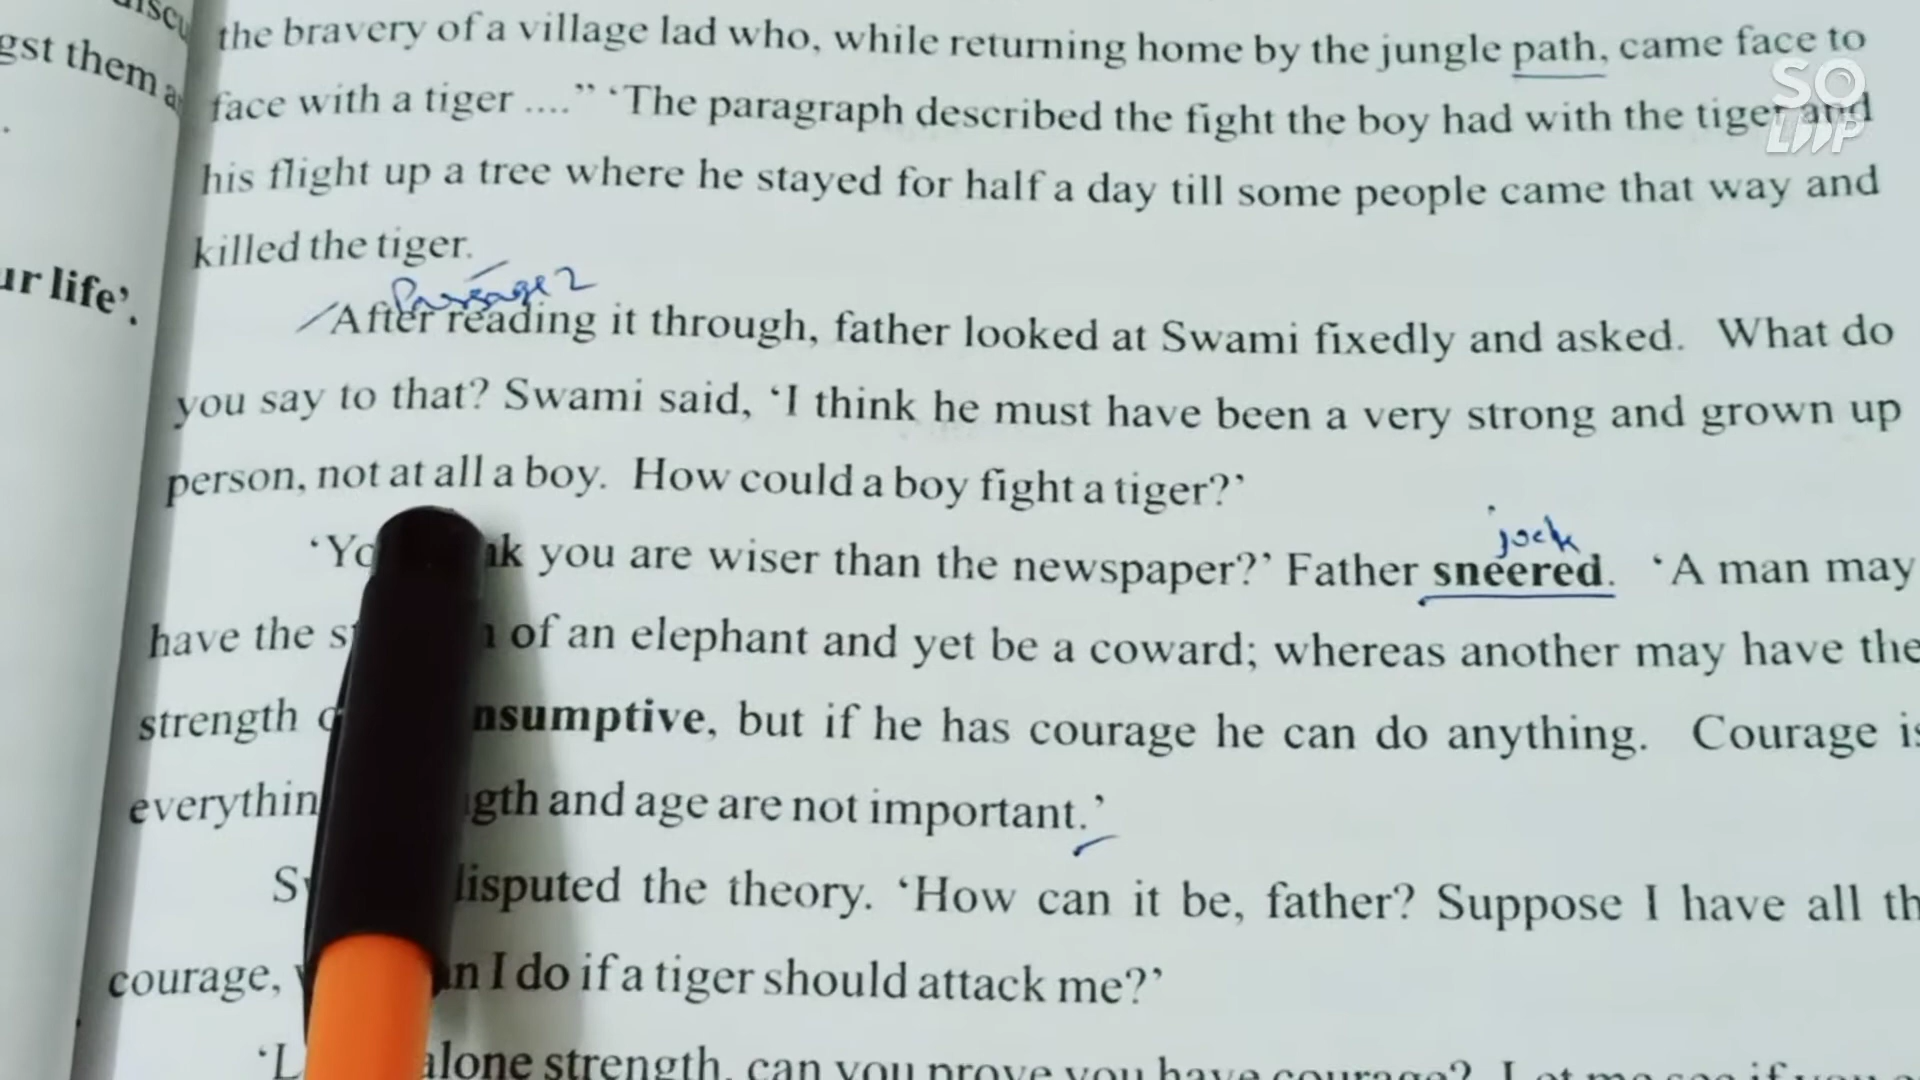 gst them
ur life’.
the bravery of a village lad who, while returning home by the jungle path, came face to
face with a tiger ....” ‘The paragraph described the fight the boy had with the tiger and
his flight up a tree where he stayed for half a day till some people came that way and
killed the tiger.
Passage 2
After reading it through, father looked at Swami fixedly and asked. What do
you say to that? Swami said, ‘I think he must have been a very strong and grown up
person, not at all a boy. How could a boy fight a tiger?’
jock
you are wiser than the newspaper?’ Father sneered. ‘A man may
have the of an elephant and yet be a coward; whereas another may have the
strength nsumptive, but if he has courage he can do anything. Courage is
everythin gth and age are not important.’
disputed the theory. ‘How can it be, father? Suppose I have all th
courage, n I do if a tiger should attack me?’
alone strength, can you prove you have courage? Let me see if you
SOLOOP